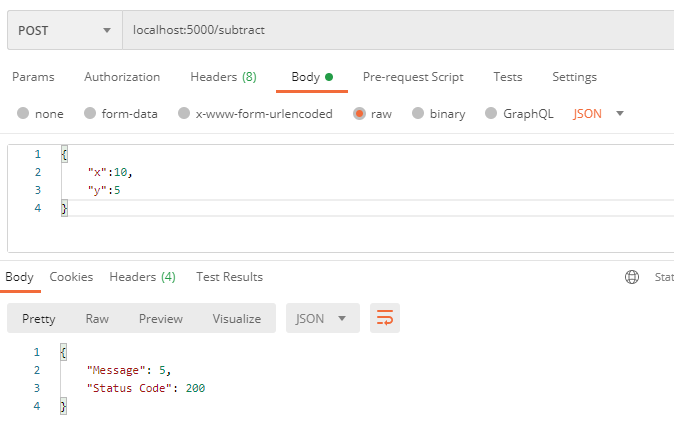 POST localhost:5000/subtract
Params Authorization Headers (8) Body Pre-request Script Tests Settings
none form-data x-www-form-urlencoded raw binary GraphQL JSON
1 {
2 "x":10,
3 "y":5
4 }
Body Cookies Headers (4) Test Results Stat
Pretty Raw Preview Visualize JSON
1 {
2 "Message": 5,
3 "Status Code": 200
4 }